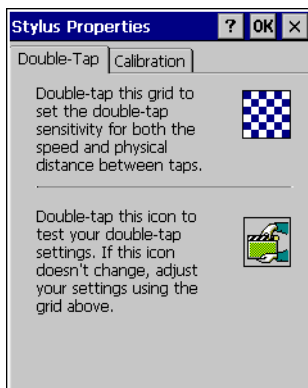 Stylus Properties ? OK ×
Double-Tap Calibration
Double-tap this grid to
set the double-tap
sensitivity for both the
speed and physical
distance between taps.
Double-tap this icon to
test your double-tap
settings. If this icon
doesn't change, adjust
your settings using the
grid above.